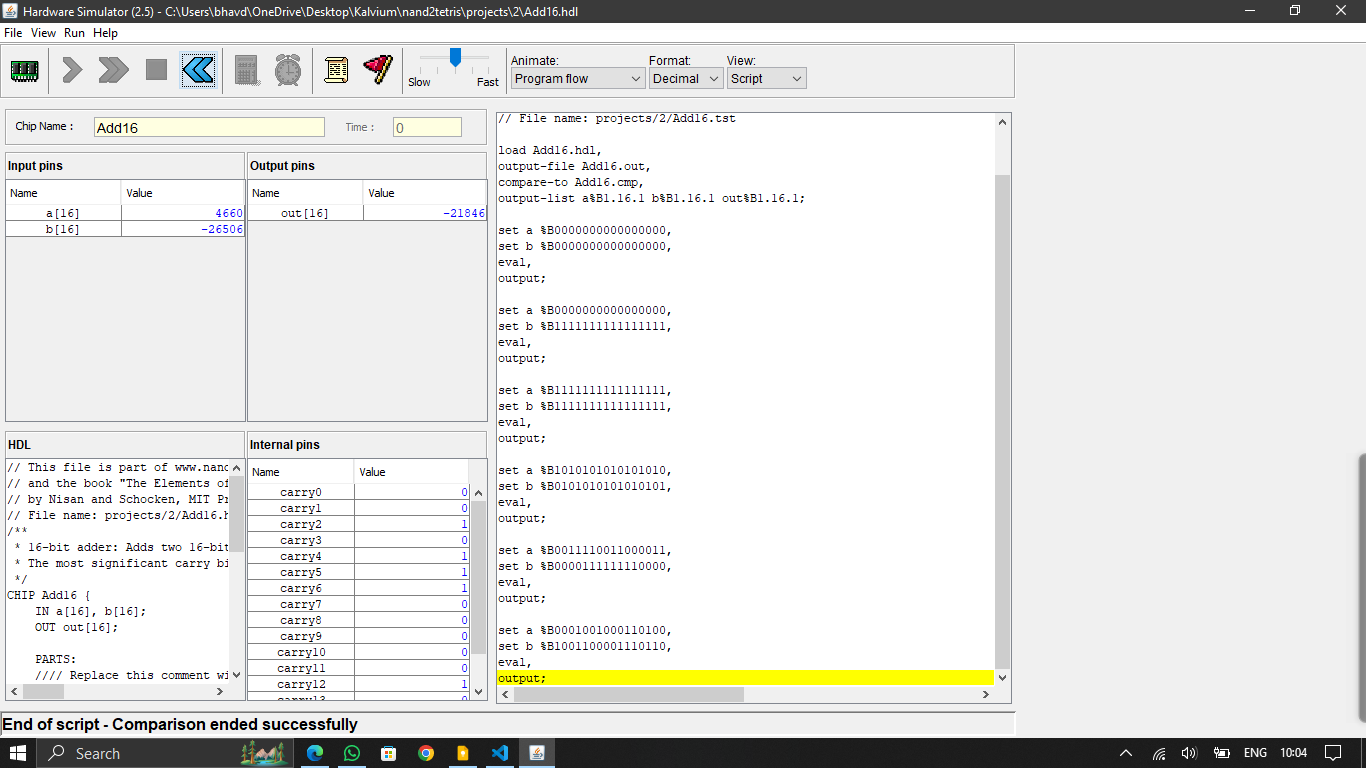 Hardware Simulator (2.5) - C:\Users\bhavd\OneDrive\Desktop\Kalvium\nand2tetris\projects\2\Add16.hdl
File View Run Help
Slow Fast
Animate: Format: View:
Program flow Decimal Script
Chip Name : Add16 Time : 0
Input pins
Name Value
a[16] 4660
b[16] -26506
Output pins
Name Value
out[16] -21846
HDL
// This file is part of www.nand
// and the book "The Elements of
// by Nisan and Schocken, MIT Pr
// File name: projects/2/Add16.h
/**
* 16-bit adder: Adds two 16-bit
* The most significant carry bi
*/
CHIP Add16 {
IN a[16], b[16];
OUT out[16];
PARTS:
//// Replace this comment wi
Internal pins
Name Value
carry0 0
carry1 0
carry2 1
carry3 0
carry4 1
carry5 1
carry6 1
carry7 0
carry8 0
carry9 0
carry10 0
carry11 0
carry12 1
carry13 0
// File name: projects/2/Add16.tst
load Add16.hdl,
output-file Add16.out,
compare-to Add16.cmp,
output-list a%B1.16.1 b%B1.16.1 out%B1.16.1;
set a %B0000000000000000,
set b %B0000000000000000,
eval,
output;
set a %B0000000000000000,
set b %B1111111111111111,
eval,
output;
set a %B1111111111111111,
set b %B1111111111111111,
eval,
output;
set a %B1010101010101010,
set b %B0101010101010101,
eval,
output;
set a %B0011110011000011,
set b %B0000111111110000,
eval,
output;
set a %B0001001000110100,
set b %B1001100001110110,
eval,
output;
End of script - Comparison ended successfully
Search
ENG 10:04